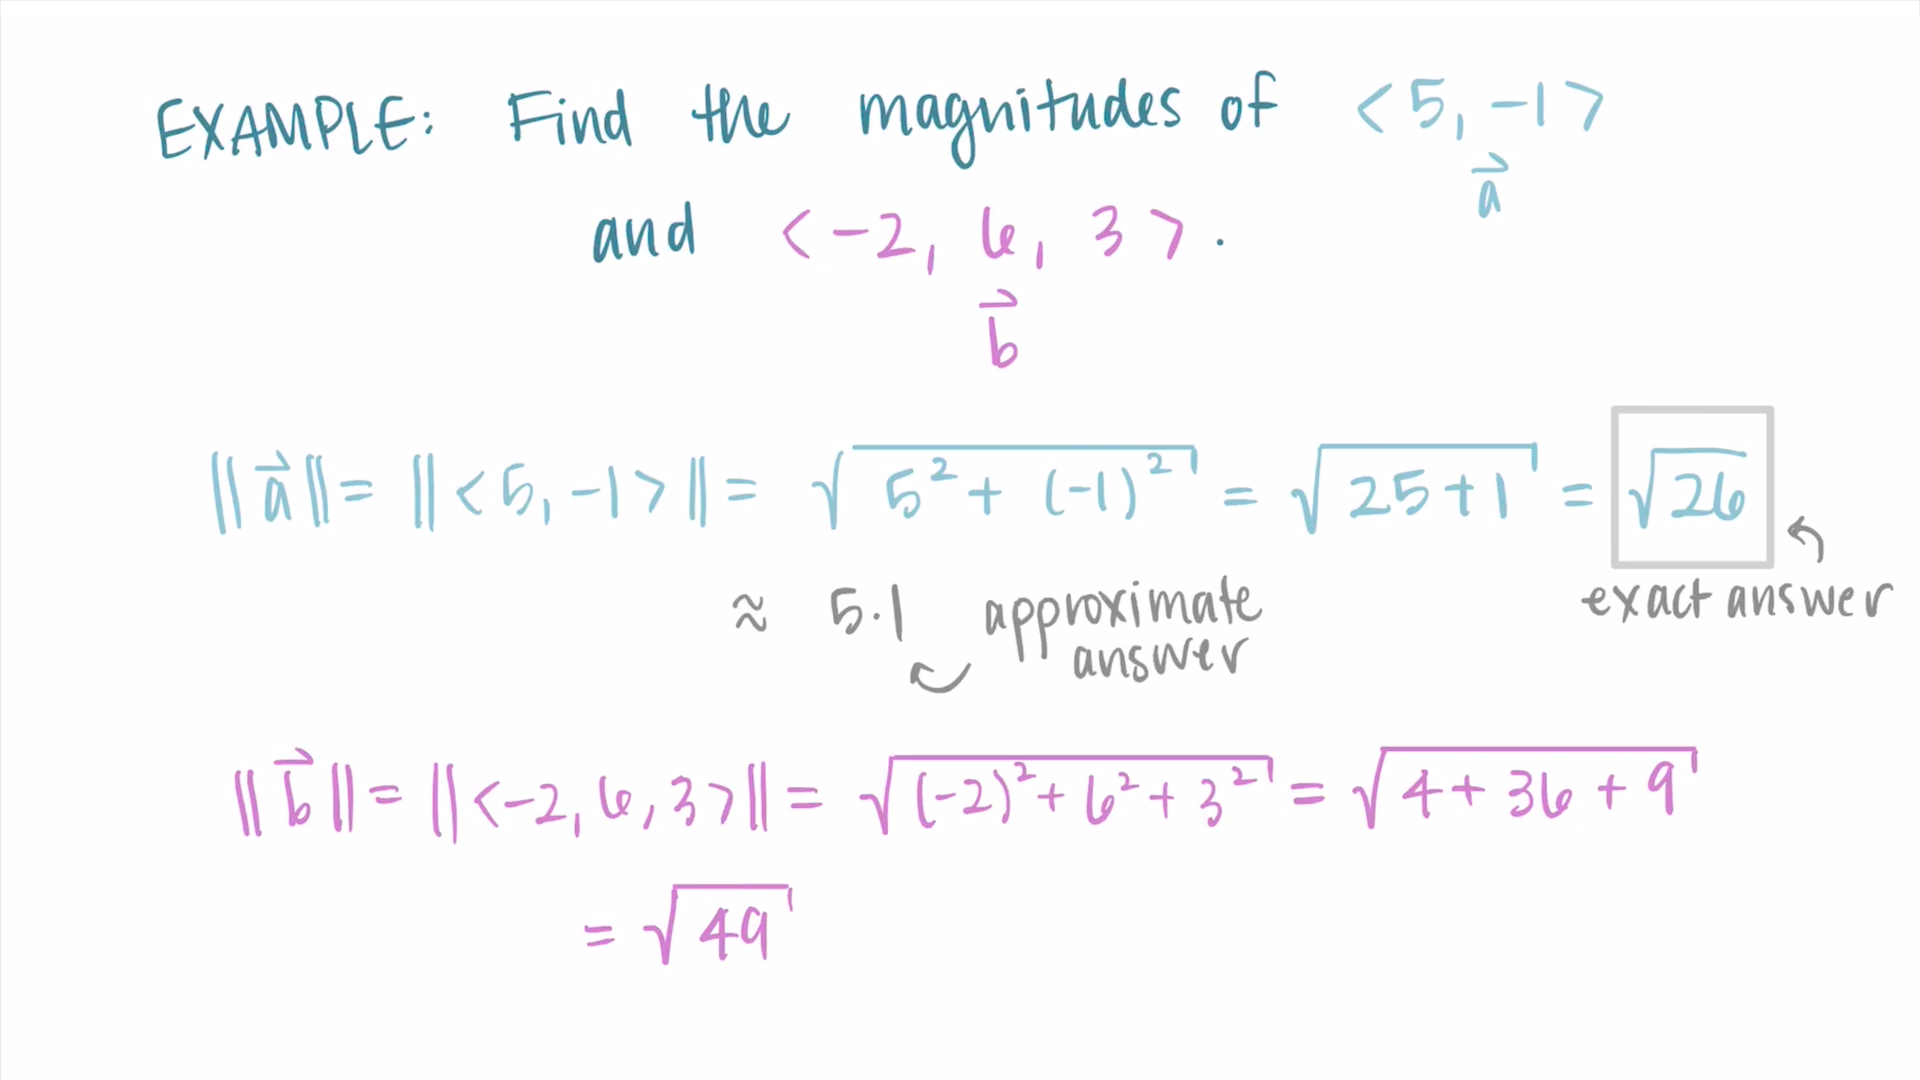 EXAMPLE: Find the magnitudes of <5, -1>
a⃗
and <-2, 6, 3>.
b⃗
||a⃗|| = ||<5, -1>|| = √(5² + (-1)²) = √(25+1) = √26
≈ 5.1 approximate answer
exact answer
||b⃗|| = ||<-2, 6, 3>|| = √((-2)² + 6² + 3²) = √(4 + 36 + 9)
= √49